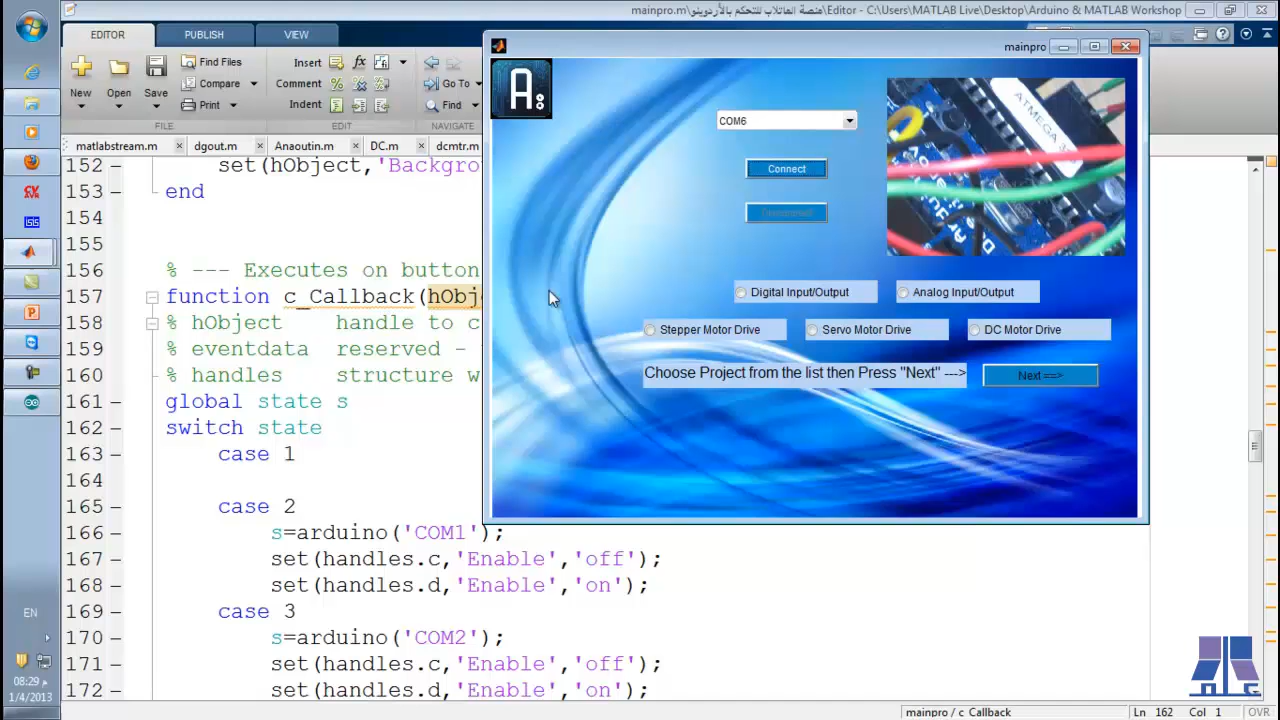 منصة الماتلاب للتحكم بالأردوينو\Editor - C:\Users\MATLAB Live\Desktop\Arduino & MATLAB Workshop\mainpro.m
EDITOR
PUBLISH
VIEW
New
Open
Save
Find Files
Compare
Print
FILE
Insert
Comment
Indent
fx
EDIT
Go To
Find
NAVIGATE
matlabstream.m
dgout.m
Anaoutin.m
DC.m
dcmtr.m
152 set(hObject,'Backgro
153 end
154
155
156 % --- Executes on button
157 function c_Callback(hObj
158 % hObject handle to c
159 % eventdata reserved -
160 % handles structure w
161 global state s
162 switch state
163 case 1
164
165 case 2
166 s=arduino('COM1');
167 set(handles.c,'Enable','off');
168 set(handles.d,'Enable','on');
169 case 3
170 s=arduino('COM2');
171 set(handles.c,'Enable','off');
172 set(handles.d,'Enable','on');
mainpro
A:
COM6
Connect
Disconnect
ATMEGA
Digital Input/Output
Analog Input/Output
Stepper Motor Drive
Servo Motor Drive
DC Motor Drive
Choose Project from the list then Press "Next" --->
Next ==>
mainpro / c_Callback
Ln 162 Col 1
OVR
EN
08:29 م
1/4/2013
ISIS